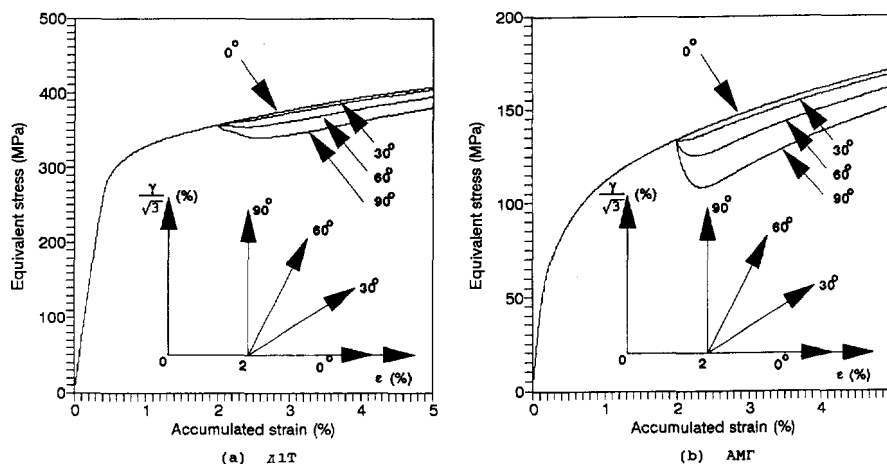 500
400
300
200
100
0
Equivalent stress (MPa)
0°
30°
60°
90°
γ/√3 (%)
90°
60°
30°
0
2
0°
ε (%)
0 1 2 3 4 5
Accumulated strain (%)
(a) Д1Т
200
150
100
50
0
Equivalent stress (MPa)
0°
30°
60°
90°
γ/√3 (%)
90°
60°
30°
0
2
0°
ε (%)
0 1 2 3 4
Accumulated strain (%)
(b) АМГ